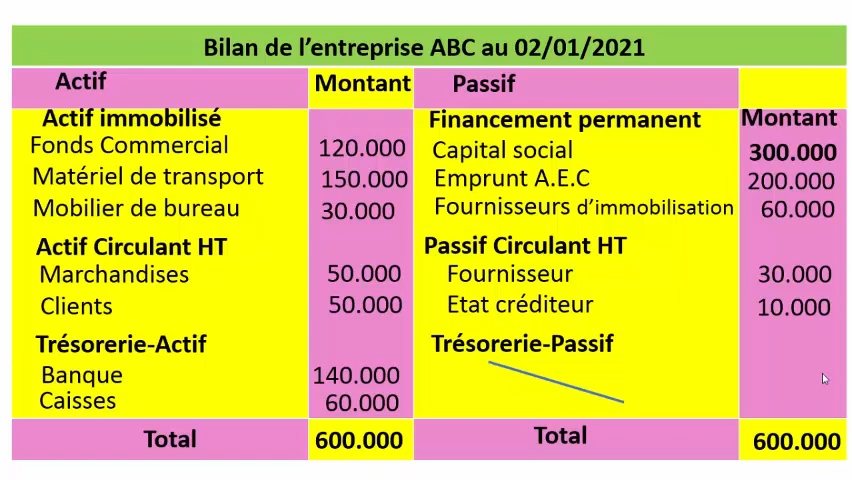 Bilan de l’entreprise ABC au 02/01/2021
Actif Montant Passif
Actif immobilisé Financement permanent Montant
Fonds Commercial 120.000 Capital social 300.000
Matériel de transport 150.000 Emprunt A.E.C 200.000
Mobilier de bureau 30.000 Fournisseurs d’immobilisation 60.000
Actif Circulant HT Passif Circulant HT
Marchandises 50.000 Fournisseur 30.000
Clients 50.000 Etat créditeur 10.000
Trésorerie-Actif Trésorerie-Passif
Banque 140.000
Caisses 60.000
Total 600.000 Total 600.000